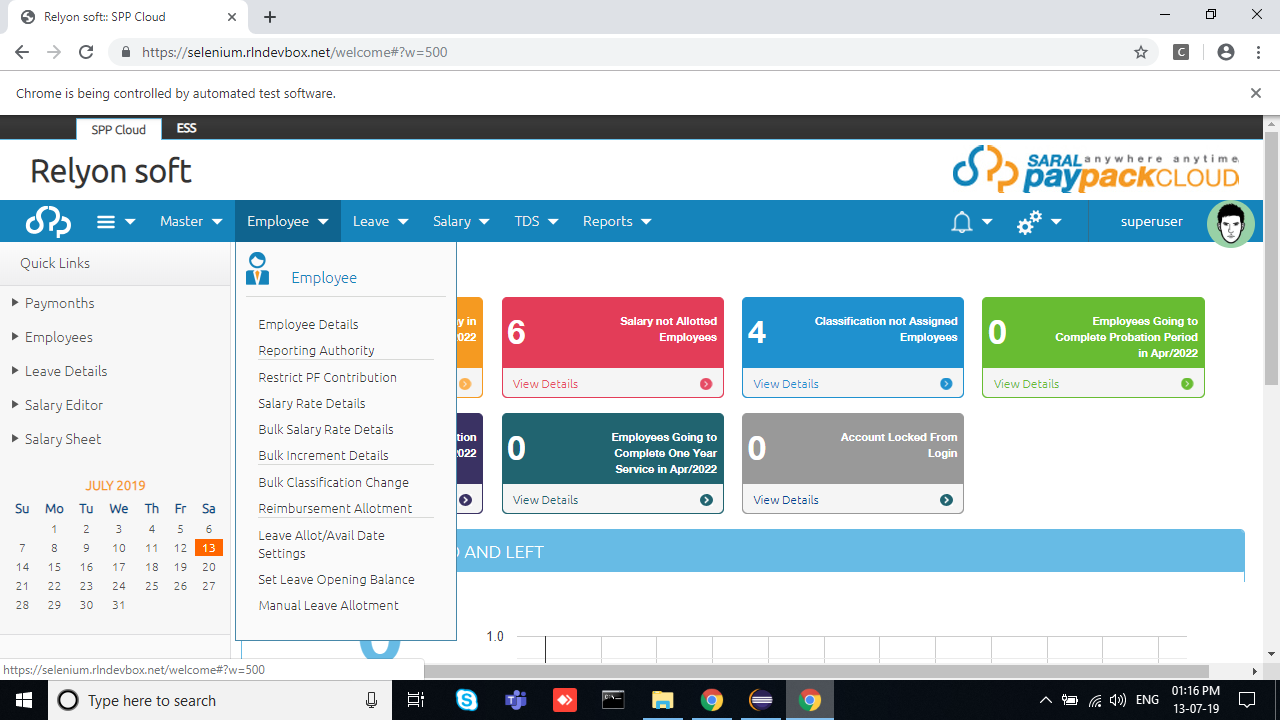 Relyon soft:: SPP Cloud
https://selenium.rlndevbox.net/welcome#?w=500
C
Chrome is being controlled by automated test software.
SPP Cloud
ESS
Relyon soft
SARAL anywhere anytime
paypackCLOUD
Master
Employee
Leave
Salary
TDS
Reports
superuser
Quick Links
Paymonths
Employees
Leave Details
Salary Editor
Salary Sheet
JULY 2019
Su Mo Tu We Th Fr Sa
1 2 3 4 5 6
7 8 9 10 11 12 13
14 15 16 17 18 19 20
21 22 23 24 25 26 27
28 29 30 31
Employee
Employee Details
Reporting Authority
Restrict PF Contribution
Salary Rate Details
Bulk Salary Rate Details
Bulk Increment Details
Bulk Classification Change
Reimbursement Allotment
Leave Allot/Avail Date
Settings
Set Leave Opening Balance
Manual Leave Allotment
y in
022
6
Salary not Allotted
Employees
View Details
4
Classification not Assigned
Employees
View Details
0
Employees Going to
Complete Probation Period
in Apr/2022
View Details
tion
022
0
Employees Going to
Complete One Year
Service in Apr/2022
View Details
0
Account Locked From
Login
View Details
AND LEFT
1.0
https://selenium.rlndevbox.net/welcome#?w=500
Type here to search
ENG
01:16 PM
13-07-19